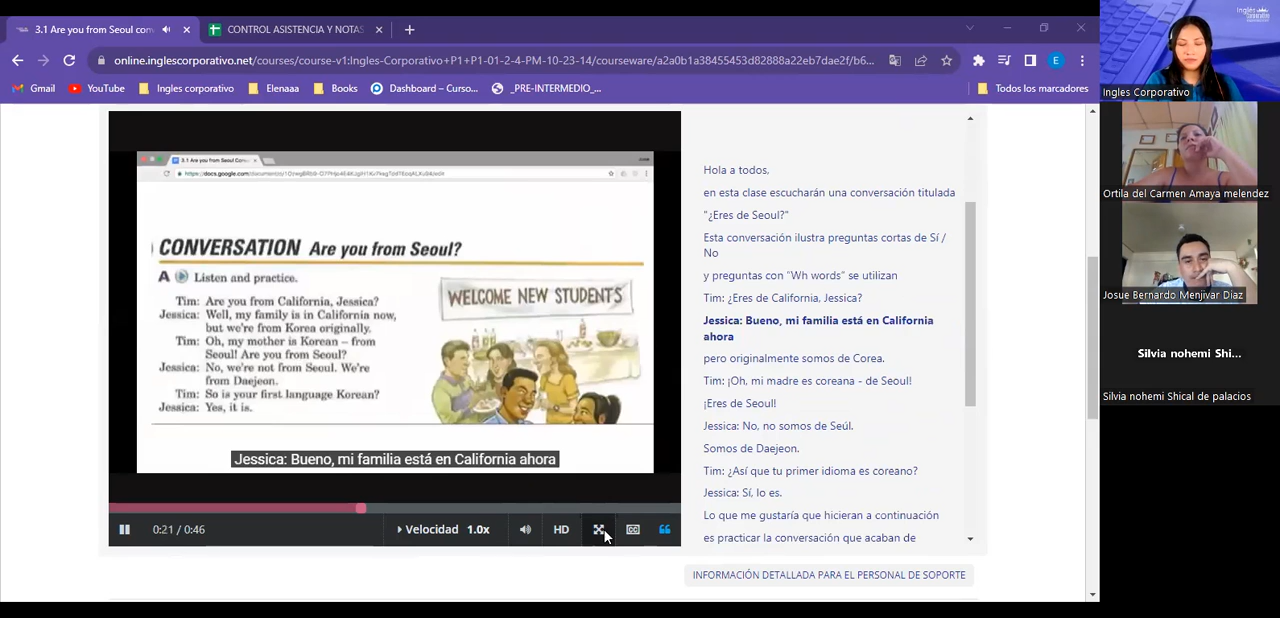 3.1 Are you from Seoul con
CONTROL ASISTENCIA Y NOTAS
online.inglescorporativo.net/courses/course-v1:Ingles-Corporativo+P1+P1-01-2-4-PM-10-23-14/courseware/a2a0b1a38455453d82888a22eb7dae2f/b6...
E
Gmail
YouTube
Ingles corporativo
Elenaaa
Books
Dashboard – Curso...
_PRE-INTERMEDIO_...
Todos los marcadores
CONVERSATION Are you from Seoul?
A Listen and practice.
Tim: Are you from California, Jessica?
Jessica: Well, my family is in California now,
but we're from Korea originally.
Tim: Oh, my mother is Korean – from
Seoul! Are you from Seoul?
Jessica: No, we're not from Seoul. We're
from Daejeon.
Tim: So is your first language Korean?
Jessica: Yes, it is.
WELCOME NEW STUDENTS
Jessica: Bueno, mi familia está en California ahora
0:21 / 0:46
Velocidad 1.0x
HD
CC
Hola a todos,
en esta clase escucharán una conversación titulada
"¿Eres de Seoul?"
Esta conversación ilustra preguntas cortas de Sí /
No
y preguntas con "Wh words" se utilizan
Tim: ¿Eres de California, Jessica?
Jessica: Bueno, mi familia está en California
ahora
pero originalmente somos de Corea.
Tim: ¡Oh, mi madre es coreana - de Seoul!
¡Eres de Seoul!
Jessica: No, no somos de Seúl.
Somos de Daejeon.
Tim: ¿Así que tu primer idioma es coreano?
Jessica: Sí, lo es.
Lo que me gustaría que hicieran a continuación
es practicar la conversación que acaban de
INFORMACIÓN DETALLADA PARA EL PERSONAL DE SOPORTE
Ingles
Ingles Corporativo
Ortila del Carmen Amaya melendez
Josue Bernardo Menjivar Diaz
Silvia nohemi Shi...
Silvia nohemi Shical de palacios